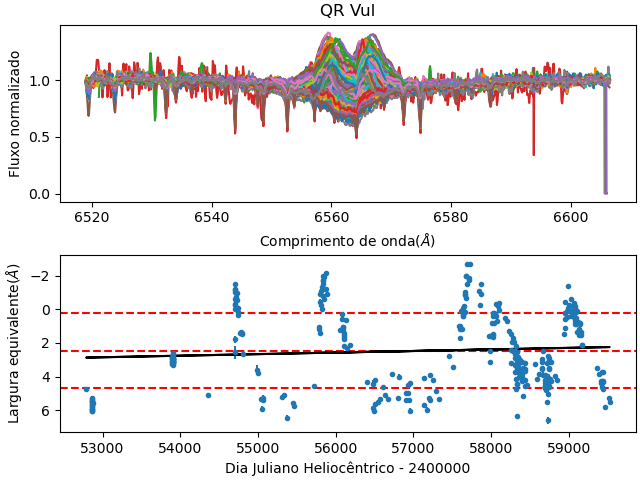 QR Vul
Fluxo normalizado
1.0
0.5
0.0
6520 6540 6560 6580 6600
Comprimento de onda(Å)
Largura equivalente(Å)
−2
0
2
4
6
53000 54000 55000 56000 57000 58000 59000
Dia Juliano Heliocêntrico - 2400000